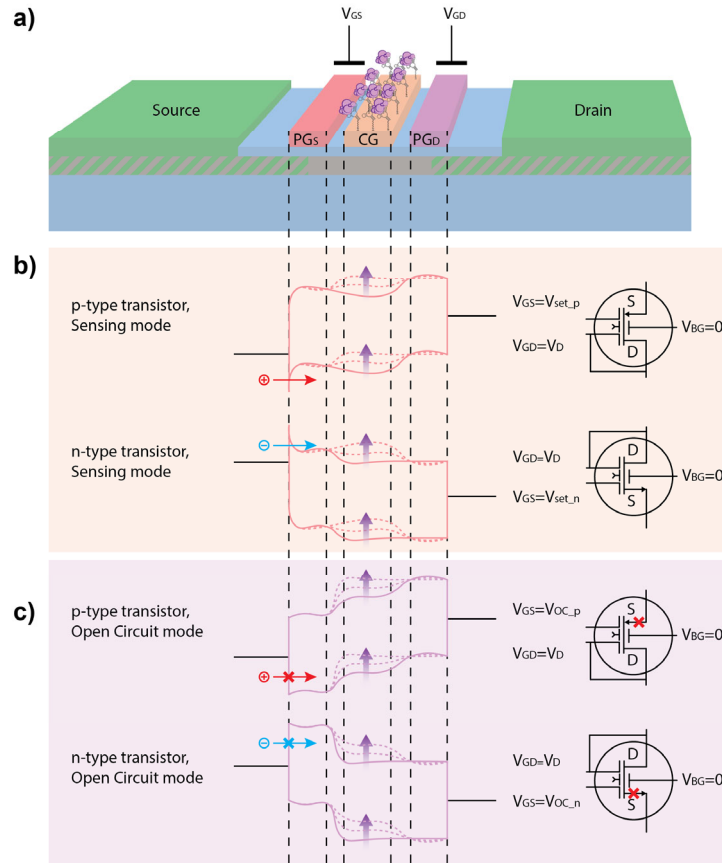 a)
VGS
VGD
Source
Drain
PGS
CG
PGD
b)
p-type transistor,
Sensing mode
VGS=Vset_p
VGD=VD
S
D
VBG=0
n-type transistor,
Sensing mode
VGD=VD
VGS=Vset_n
D
S
VBG=0
c)
p-type transistor,
Open Circuit mode
VGS=VOC_p
VGD=VD
S
D
VBG=0
n-type transistor,
Open Circuit mode
VGD=VD
VGS=VOC_n
D
S
VBG=0